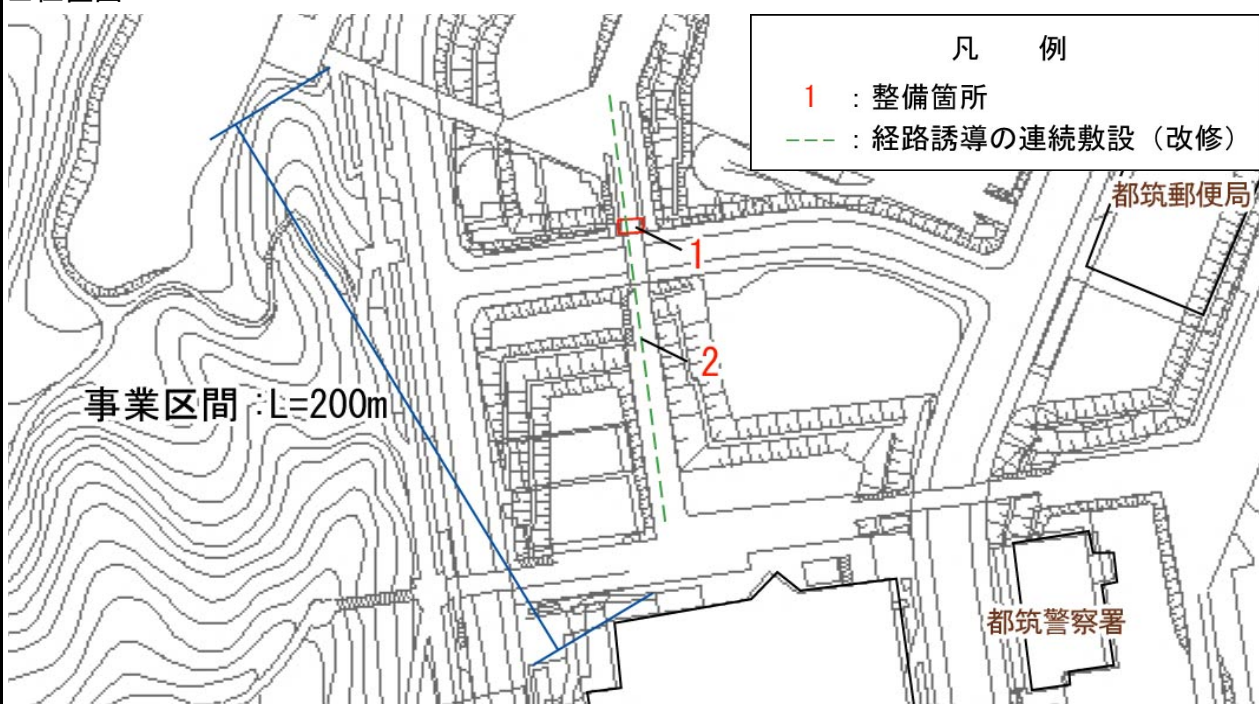 凡　例
1 ：整備箇所
：経路誘導の連続敷設（改修）
都筑郵便局
1
2
事業区間：L=200m
都筑警察署